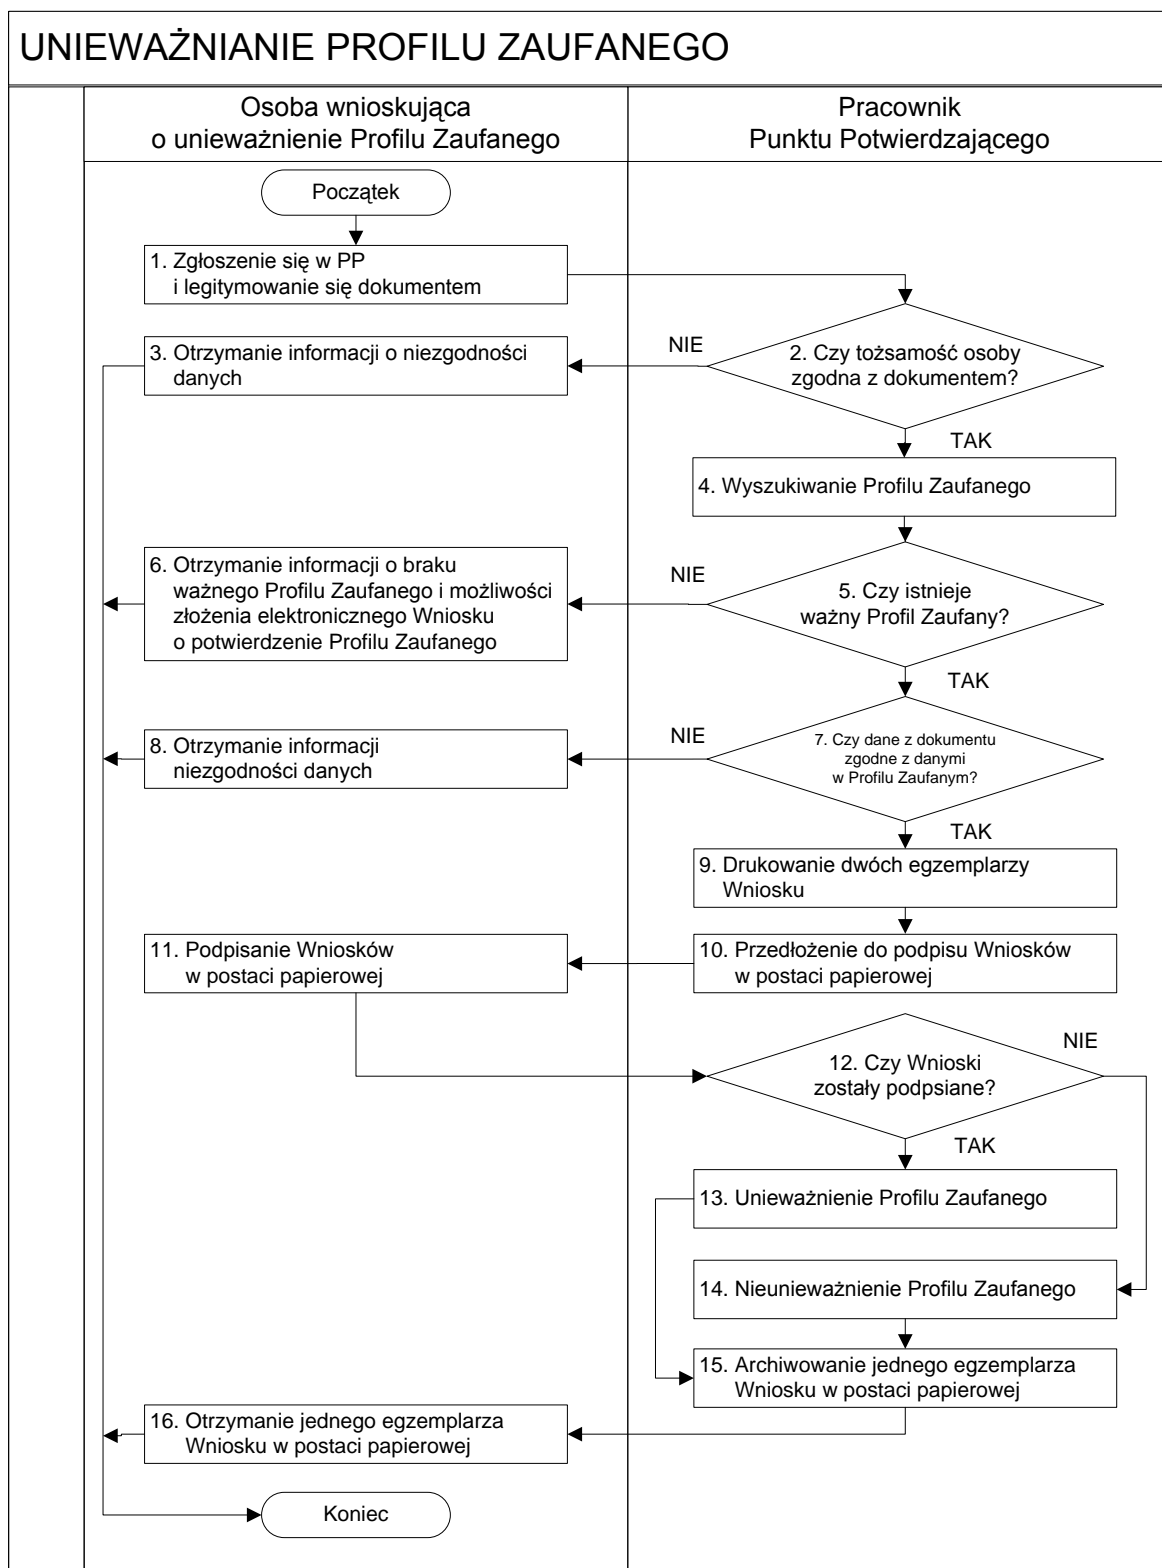 UNIEWAŻNIANIE PROFILU ZAUFANEGO
Osoba wnioskująca
o unieważnienie Profilu Zaufanego
Pracownik
Punktu Potwierdzającego
Początek
1. Zgłoszenie się w PP
i legitymowanie się dokumentem
2. Czy tożsamość osoby
zgodna z dokumentem?
NIE
3. Otrzymanie informacji o niezgodności
danych
TAK
4. Wyszukiwanie Profilu Zaufanego
5. Czy istnieje
ważny Profil Zaufany?
NIE
6. Otrzymanie informacji o braku
ważnego Profilu Zaufanego i możliwości
złożenia elektronicznego Wniosku
o potwierdzenie Profilu Zaufanego
TAK
7. Czy dane z dokumentu
zgodne z danymi
w Profilu Zaufanym?
NIE
8. Otrzymanie informacji
niezgodności danych
TAK
9. Drukowanie dwóch egzemplarzy
Wniosku
10. Przedłożenie do podpisu Wniosków
w postaci papierowej
11. Podpisanie Wniosków
w postaci papierowej
12. Czy Wnioski
zostały podpsiane?
NIE
TAK
13. Unieważnienie Profilu Zaufanego
14. Nieunieważnienie Profilu Zaufanego
15. Archiwowanie jednego egzemplarza
Wniosku w postaci papierowej
16. Otrzymanie jednego egzemplarza
Wniosku w postaci papierowej
Koniec